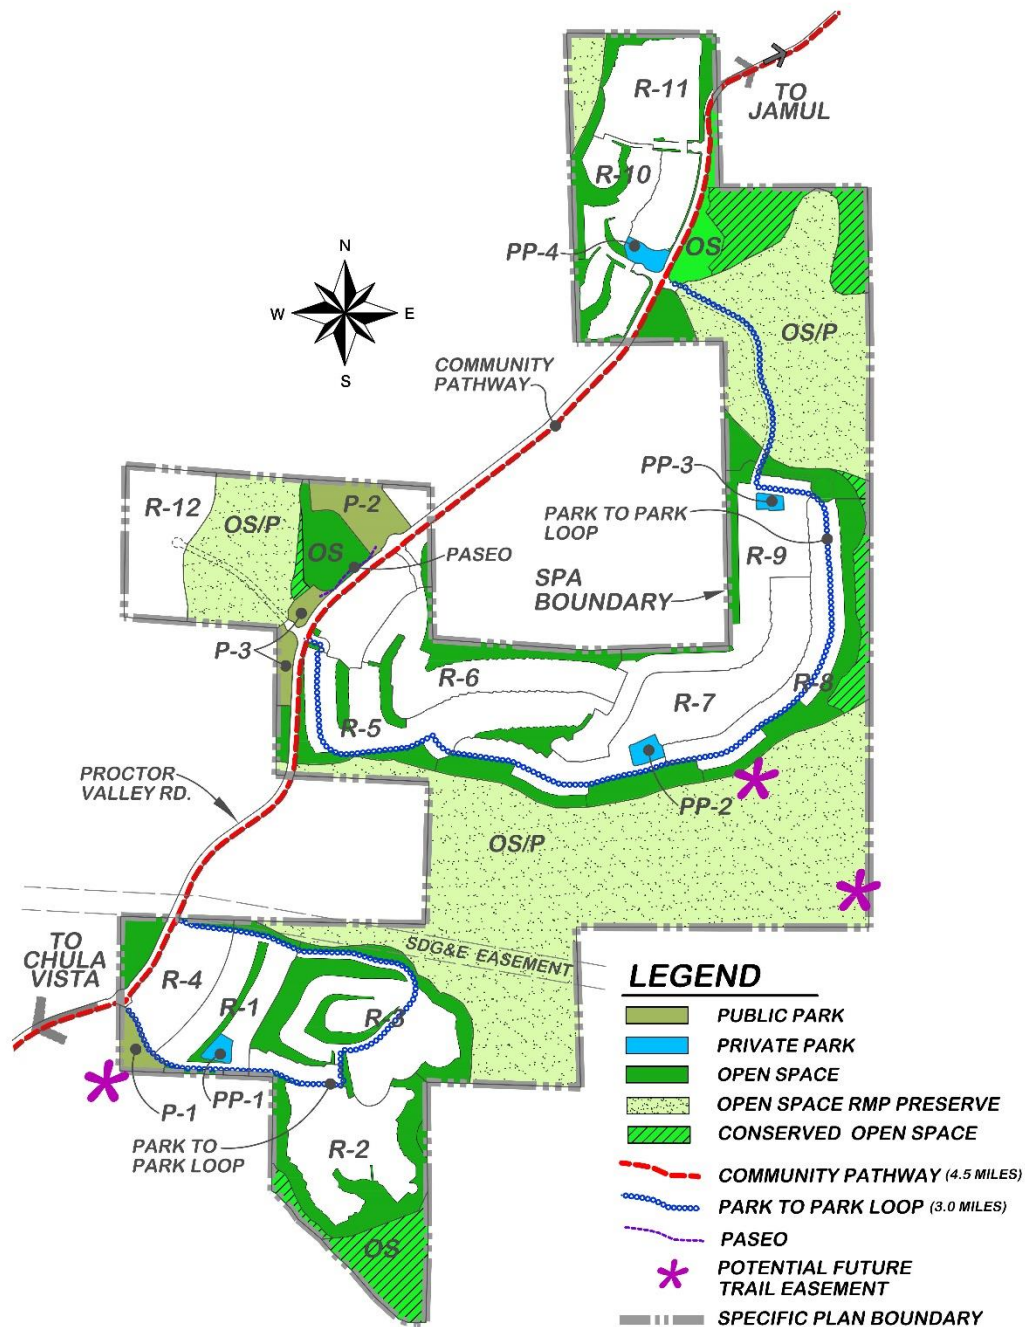 R-11
TO
JAMUL
R-10
PP-4
OS
N
W
E
S
OS/P
COMMUNITY
PATHWAY
PP-3
R-12
OS/P
P-2
OS
PASEO
PARK TO PARK
LOOP
R-9
SPA
BOUNDARY
P-3
R-6
R-5
R-7
R-8
PROCTOR
VALLEY RD.
PP-2
OS/P
TO
CHULA
VISTA
SDG&E EASEMENT
R-4
R-1
R-3
P-1
PP-1
PARK TO
PARK LOOP
R-2
OS
LEGEND
PUBLIC PARK
PRIVATE PARK
OPEN SPACE
OPEN SPACE RMP PRESERVE
CONSERVED OPEN SPACE
COMMUNITY PATHWAY (4.5 MILES)
PARK TO PARK LOOP (3.0 MILES)
PASEO
POTENTIAL FUTURE
TRAIL EASEMENT
SPECIFIC PLAN BOUNDARY